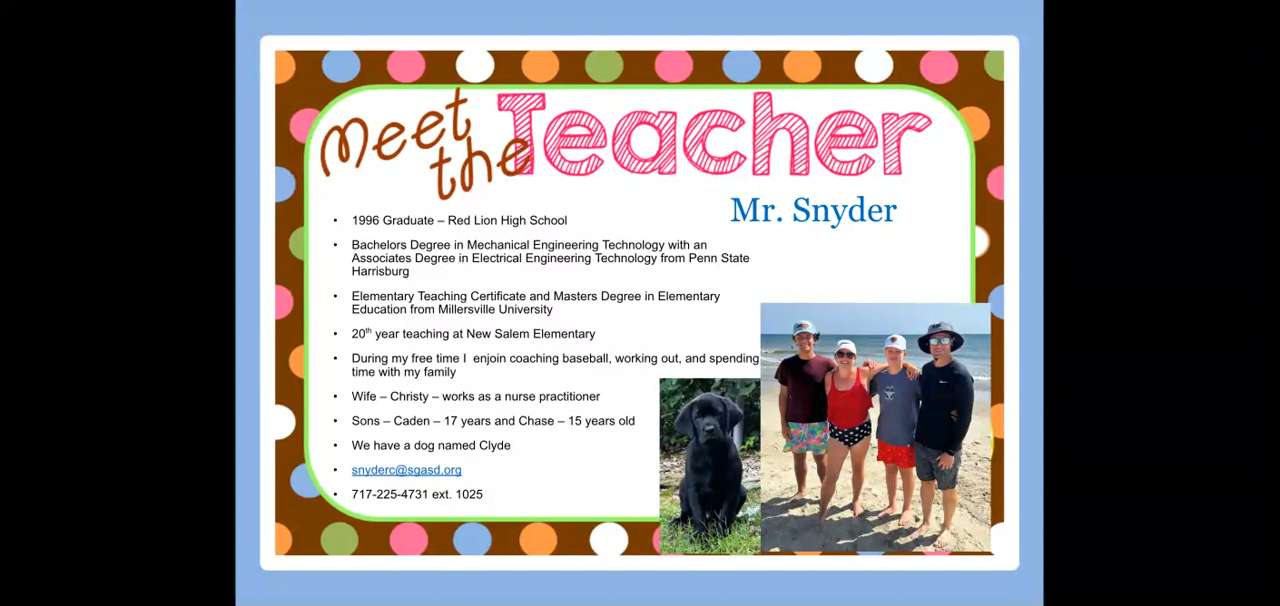 Meet
the Teacher
Mr. Snyder
• 1996 Graduate – Red Lion High School
• Bachelors Degree in Mechanical Engineering Technology with an
Associates Degree in Electrical Engineering Technology from Penn State
Harrisburg
• Elementary Teaching Certificate and Masters Degree in Elementary
Education from Millersville University
• 20th year teaching at New Salem Elementary
• During my free time I  enjoin coaching baseball, working out, and spending
time with my family
• Wife – Christy – works as a nurse practitioner
• Sons – Caden – 17 years and Chase – 15 years old
• We have a dog named Clyde
• snyderc@sgasd.org
• 717-225-4731 ext. 1025